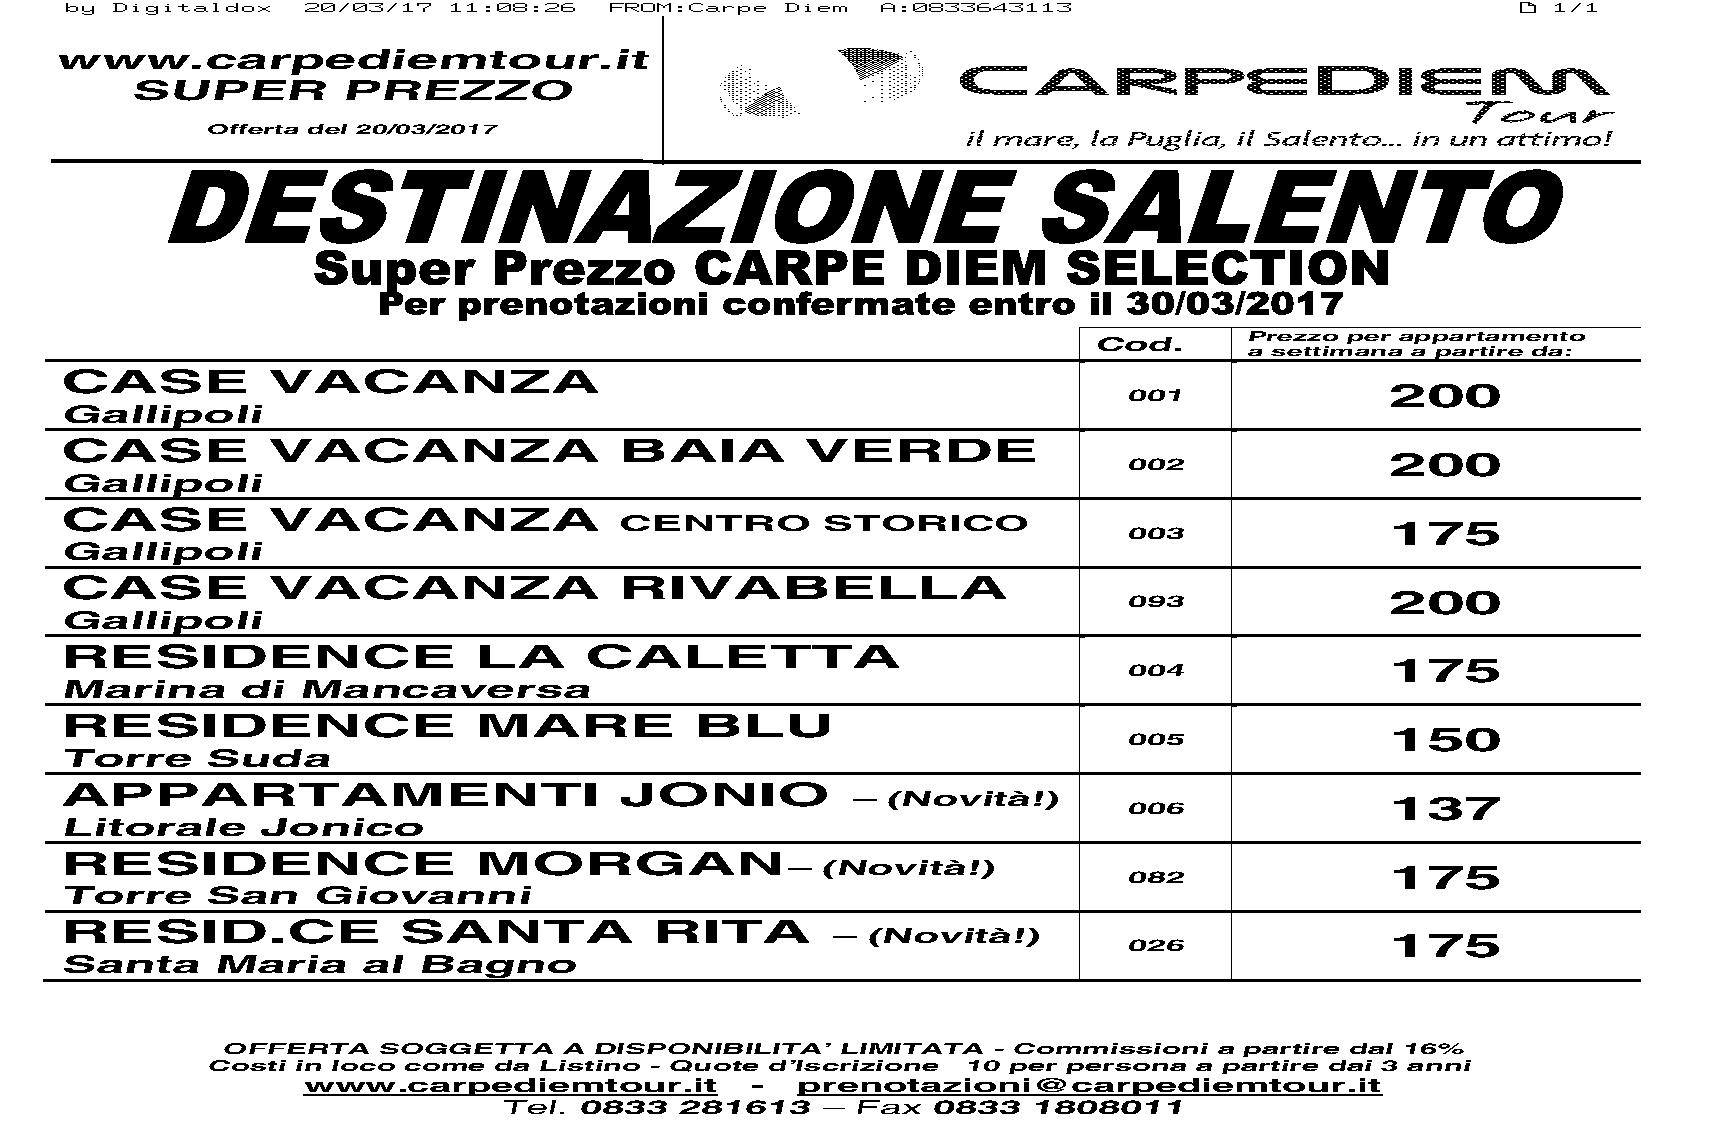 by Digitaldox 20/03/17 11:08:26 FROM:Carpe Diem A:0833643113 1/1
www.carpediemtour.it
SUPER PREZZO
Offerta del 20/03/2017
CARPEDIEM
Tour
il mare, la Puglia, il Salento... in un attimo!
DESTINAZIONE SALENTO
Super Prezzo CARPE DIEM SELECTION
Per prenotazioni confermate entro il 30/03/2017
Cod. Prezzo per appartamento
a settimana a partire da:
CASE VACANZA
Gallipoli
001 200
CASE VACANZA BAIA VERDE
Gallipoli
002 200
CASE VACANZA CENTRO STORICO
Gallipoli
003 175
CASE VACANZA RIVABELLA
Gallipoli
093 200
RESIDENCE LA CALETTA
Marina di Mancaversa
004 175
RESIDENCE MARE BLU
Torre Suda
005 150
APPARTAMENTI JONIO – (Novità!)
Litorale Jonico
006 137
RESIDENCE MORGAN– (Novità!)
Torre San Giovanni
082 175
RESID.CE SANTA RITA – (Novità!)
Santa Maria al Bagno
026 175
OFFERTA SOGGETTA A DISPONIBILITA' LIMITATA - Commissioni a partire dal 16%
Costi in loco come da Listino - Quote d'Iscrizione 10 per persona a partire dai 3 anni
www.carpediemtour.it - prenotazioni@carpediemtour.it
Tel. 0833 281613 – Fax 0833 1808011